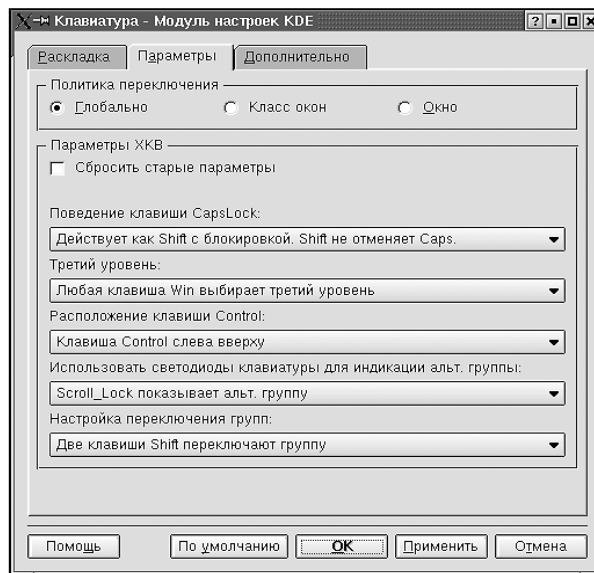 Клавиатура - Модуль настроек KDE
Раскладка Параметры Дополнительно
Политика переключения
Глобально Класс окон Окно
Параметры XKB
Сбросить старые параметры
Поведение клавиши CapsLock:
Действует как Shift с блокировкой. Shift не отменяет Caps.
Третий уровень:
Любая клавиша Win выбирает третий уровень
Расположение клавиши Control:
Клавиша Control слева вверху
Использовать светодиоды клавиатуры для индикации альт. группы:
Scroll_Lock показывает альт. группу
Настройка переключения групп:
Две клавиши Shift переключают группу
Помощь По умолчанию OK Применить Отмена